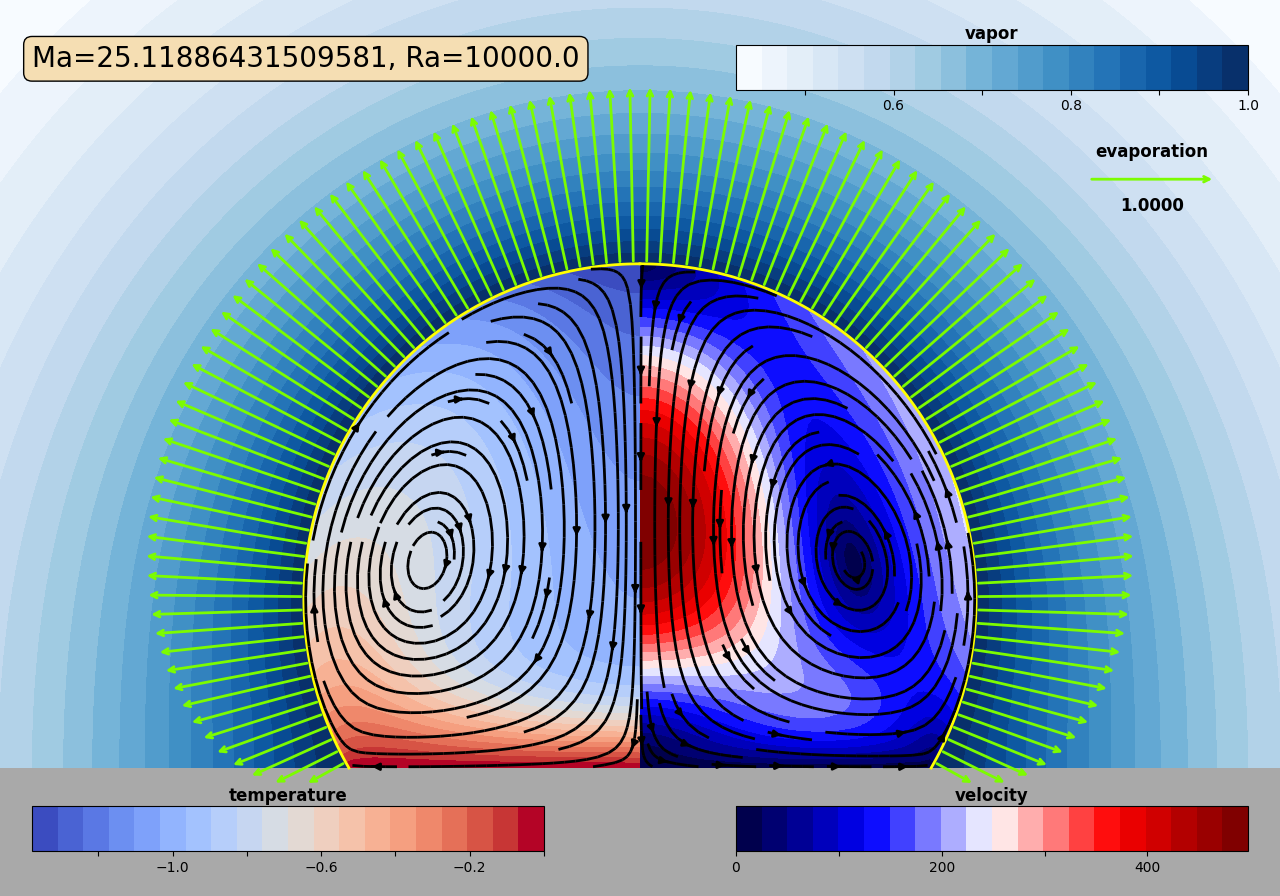 Ma=25.11886431509581, Ra=10000.0
vapor
0.6 0.8 1.0
evaporation
1.0000
temperature
−1.0 −0.6 −0.2
velocity
0 200 400